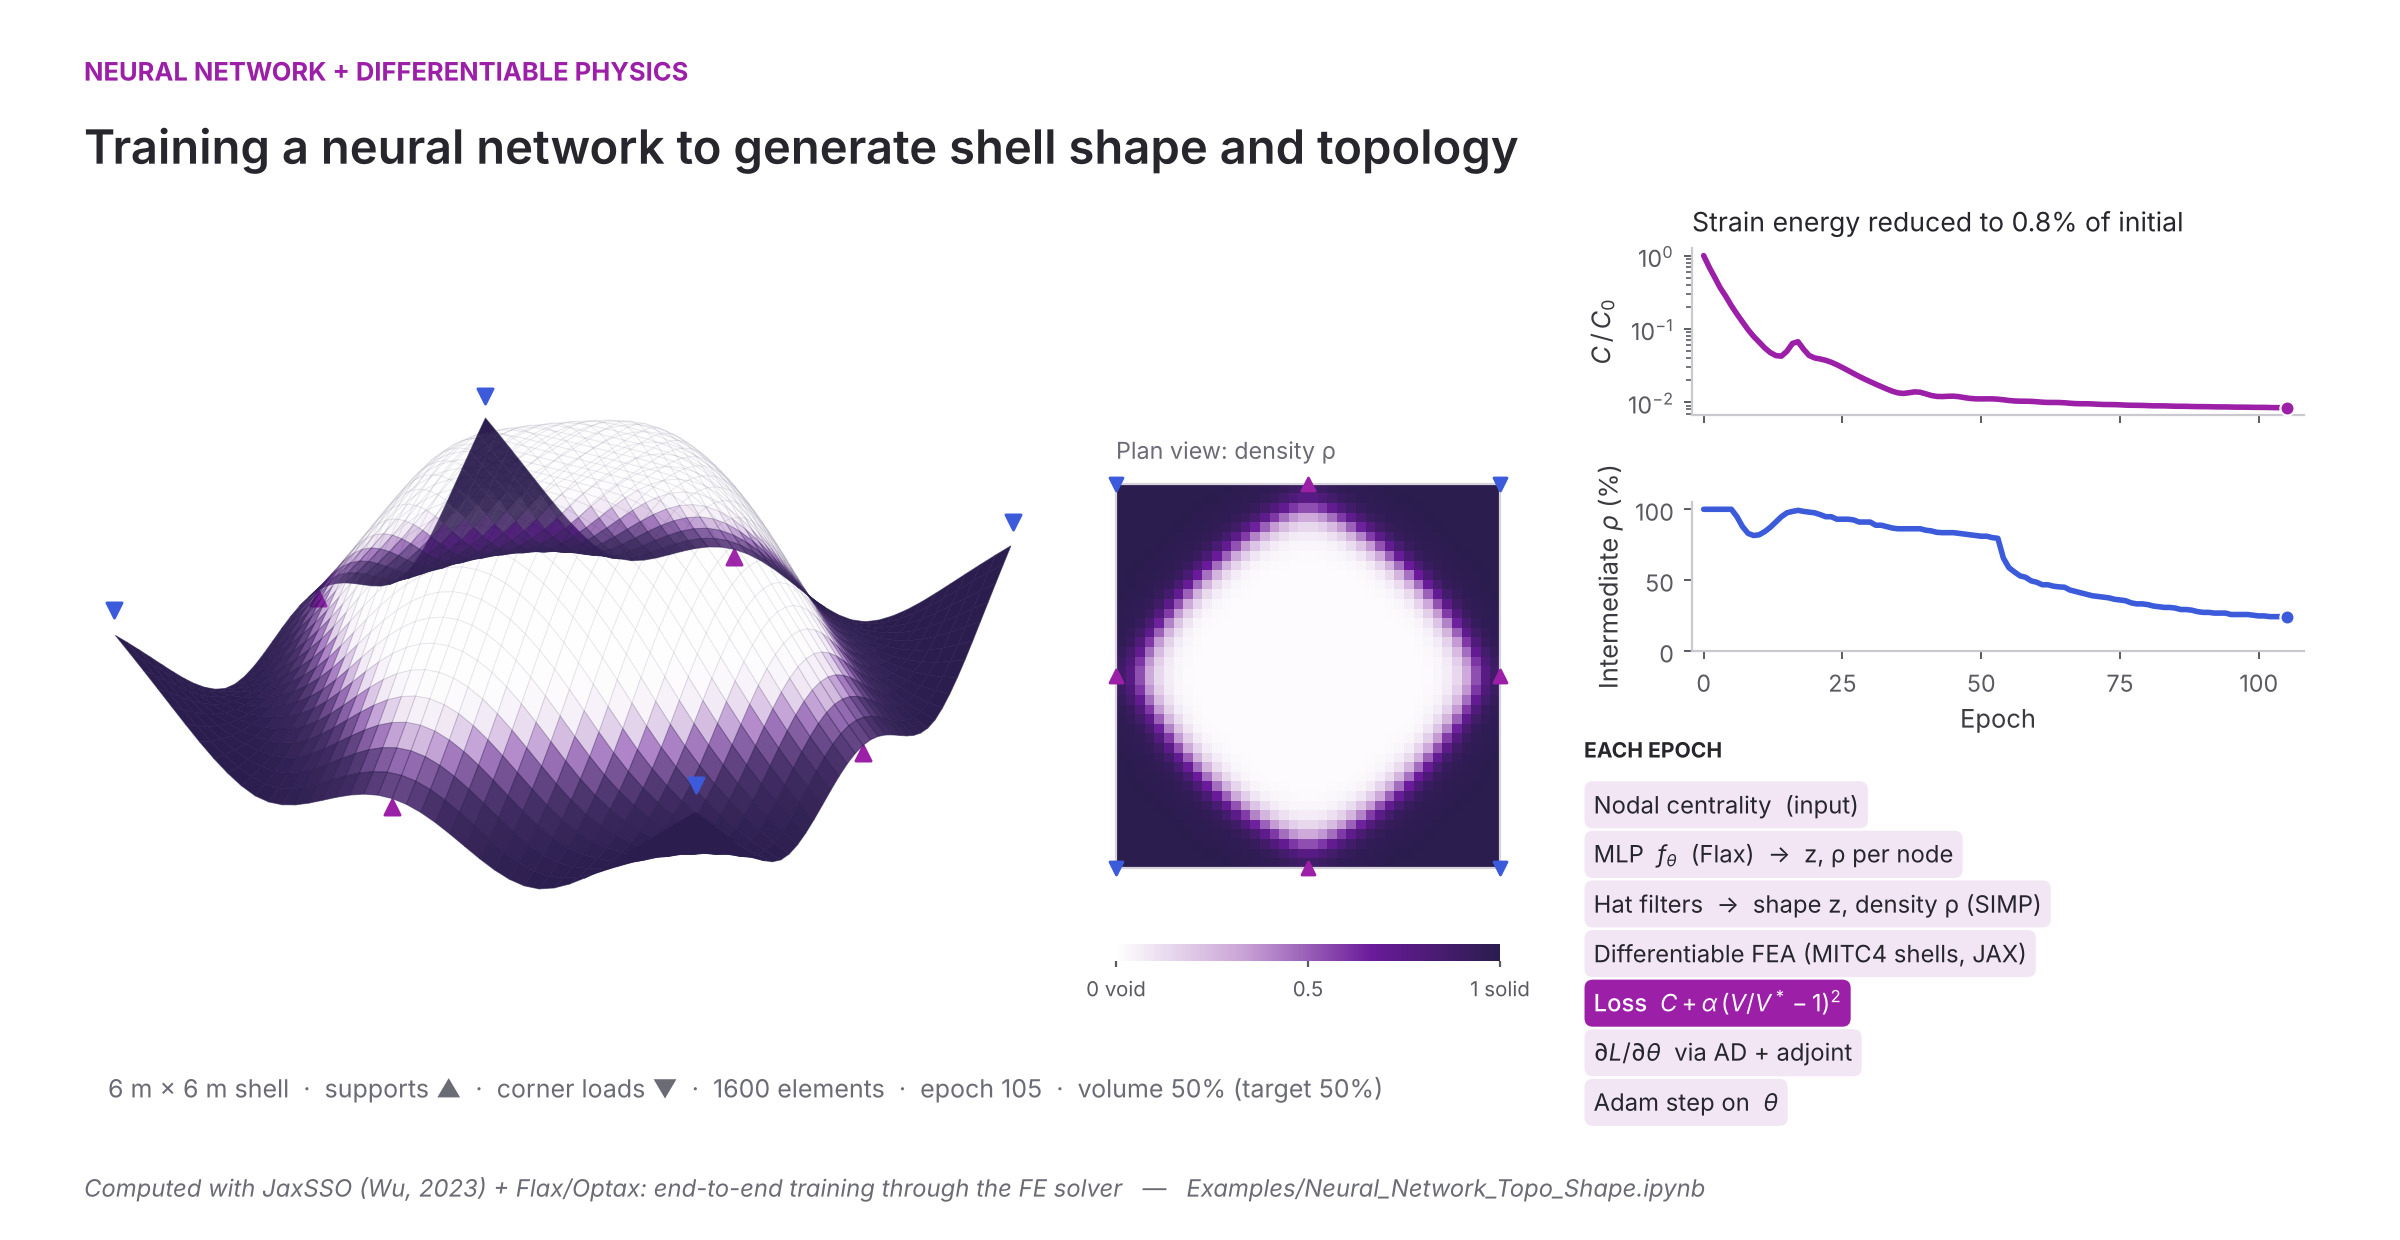 NEURAL NETWORK + DIFFERENTIABLE PHYSICS
Training a neural network to generate shell shape and topology
Plan view: density ρ
0 void
0.5
1 solid
6 m × 6 m shell · supports ▲ · corner loads ▼ · 1600 elements · epoch 105 · volume 50% (target 50%)
Strain energy reduced to 0.8% of initial
C / C₀
10⁰
10⁻¹
10⁻²
Intermediate ρ (%)
100
50
0
0
25
50
75
100
Epoch
EACH EPOCH
Nodal centrality (input)
MLP f_θ (Flax) → z, ρ per node
Hat filters → shape z, density ρ (SIMP)
Differentiable FEA (MITC4 shells, JAX)
Loss C + α (V/V* − 1)²
∂L/∂θ via AD + adjoint
Adam step on θ
Computed with JaxSSO (Wu, 2023) + Flax/Optax: end-to-end training through the FE solver — Examples/Neural_Network_Topo_Shape.ipynb